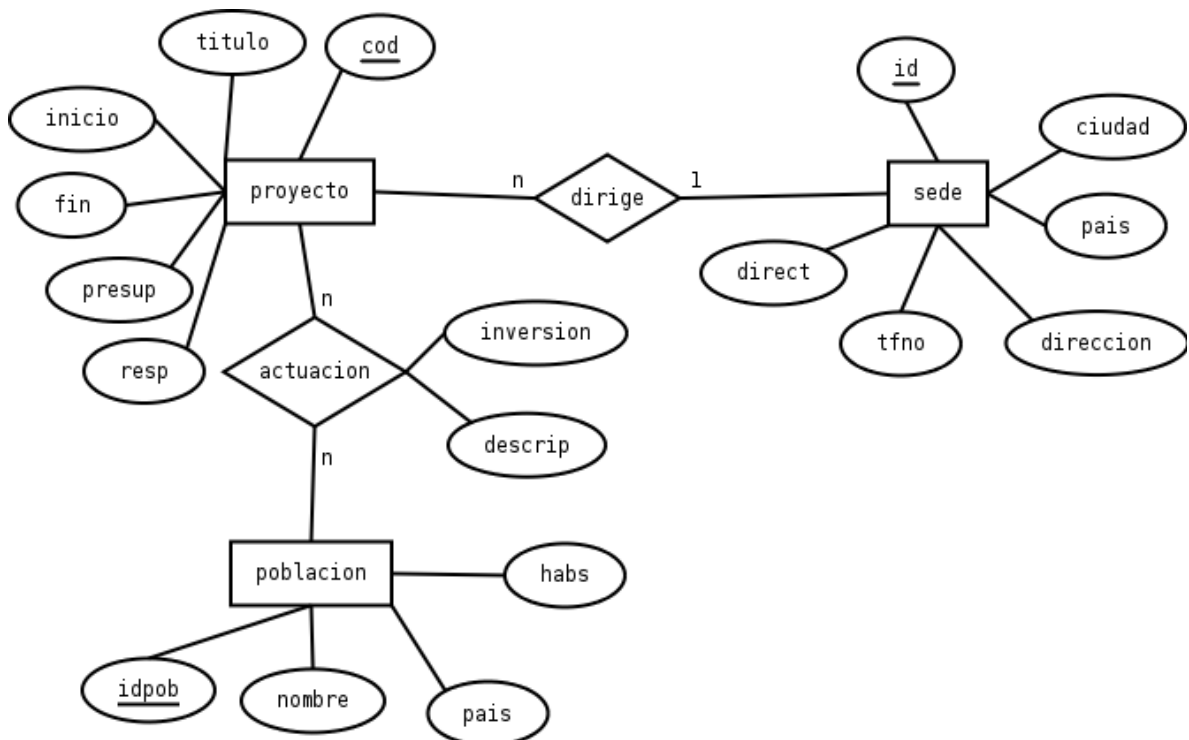 titulo
cod
id
inicio
ciudad
proyecto
n
dirige
1
sede
fin
pais
direct
presup
n
inversion
tfno
direccion
resp
actuacion
descrip
n
poblacion
habs
idpob
nombre
pais